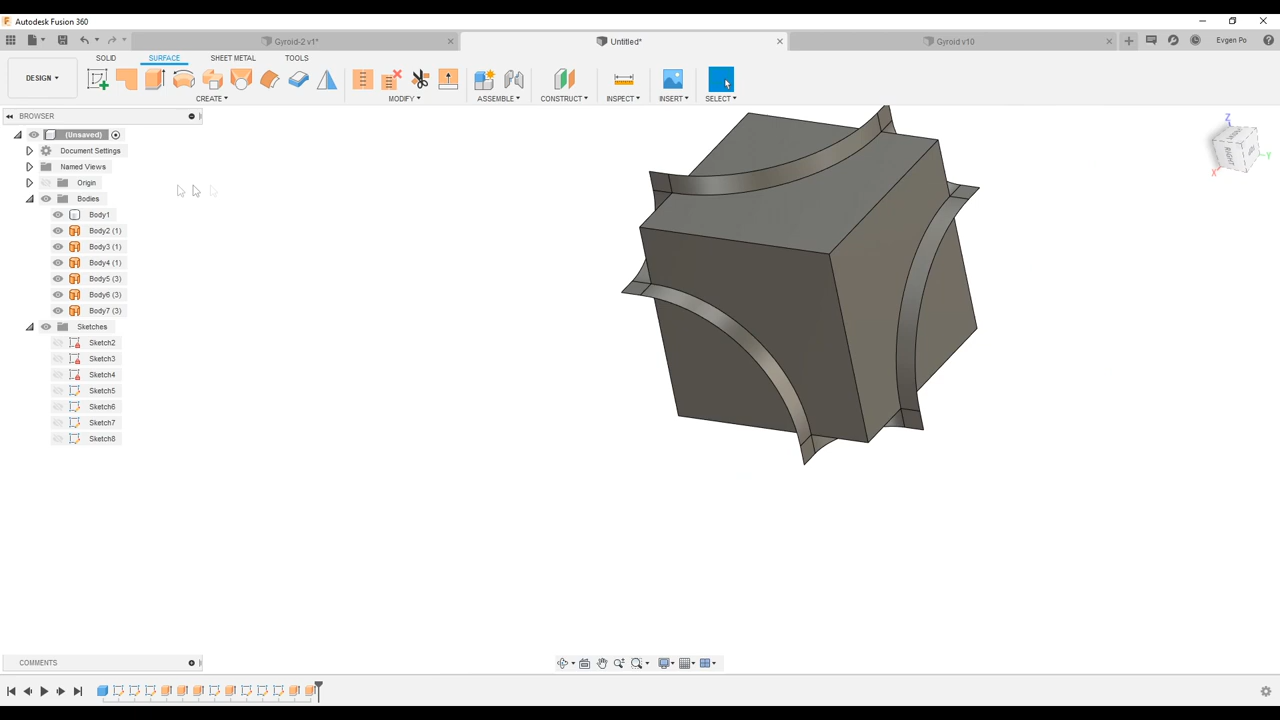 Autodesk Fusion 360
Gyroid-2 v1*
Untitled*
Gyroid v10
Evgen Po
DESIGN
SOLID
SURFACE
SHEET METAL
TOOLS
CREATE
MODIFY
ASSEMBLE
CONSTRUCT
INSPECT
INSERT
SELECT
BROWSER
(Unsaved)
Document Settings
Named Views
Origin
Bodies
Body1
Body2 (1)
Body3 (1)
Body4 (1)
Body5 (3)
Body6 (3)
Body7 (3)
Sketches
Sketch2
Sketch3
Sketch4
Sketch5
Sketch6
Sketch7
Sketch8
Z
RIGHT
Y
X
COMMENTS